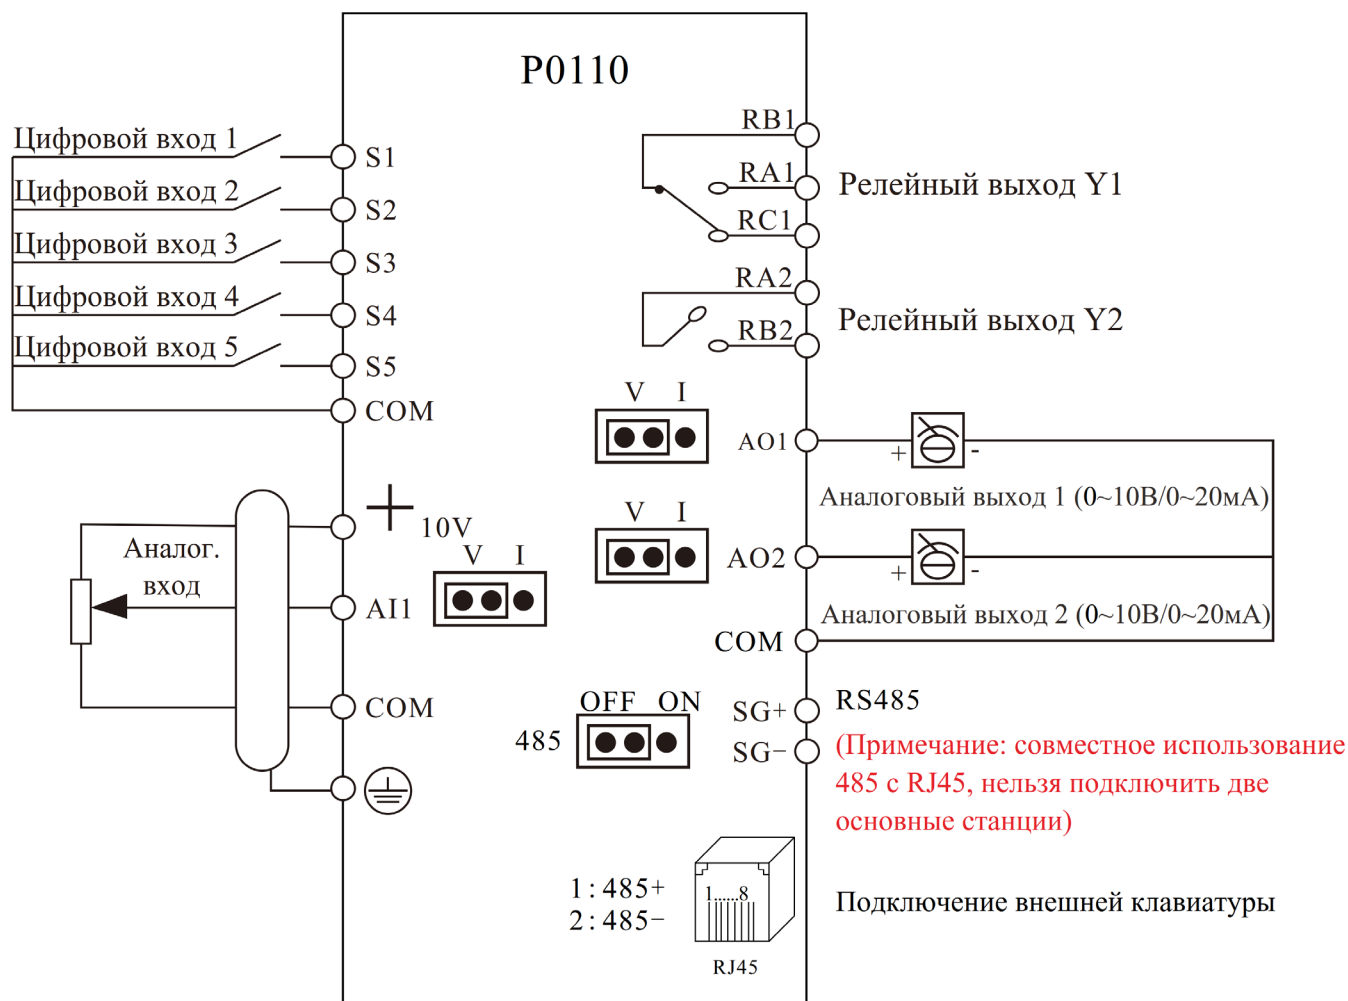 P0110
Цифровой вход 1
S1
Цифровой вход 2
S2
Цифровой вход 3
S3
Цифровой вход 4
S4
Цифровой вход 5
S5
COM
RB1
RA1
RC1
Релейный выход Y1
RA2
RB2
Релейный выход Y2
V I
AO1
+ -
Аналоговый выход 1 (0~10В/0~20мА)
V I
AO2
+ -
Аналоговый выход 2 (0~10В/0~20мА)
COM
+
10V
Аналог.
вход
V I
AI1
COM
OFF ON
485
SG+
SG−
RS485
(Примечание: совместное использование
485 с RJ45, нельзя подключить две
основные станции)
1:485+
2:485−
1......8
RJ45
Подключение внешней клавиатуры